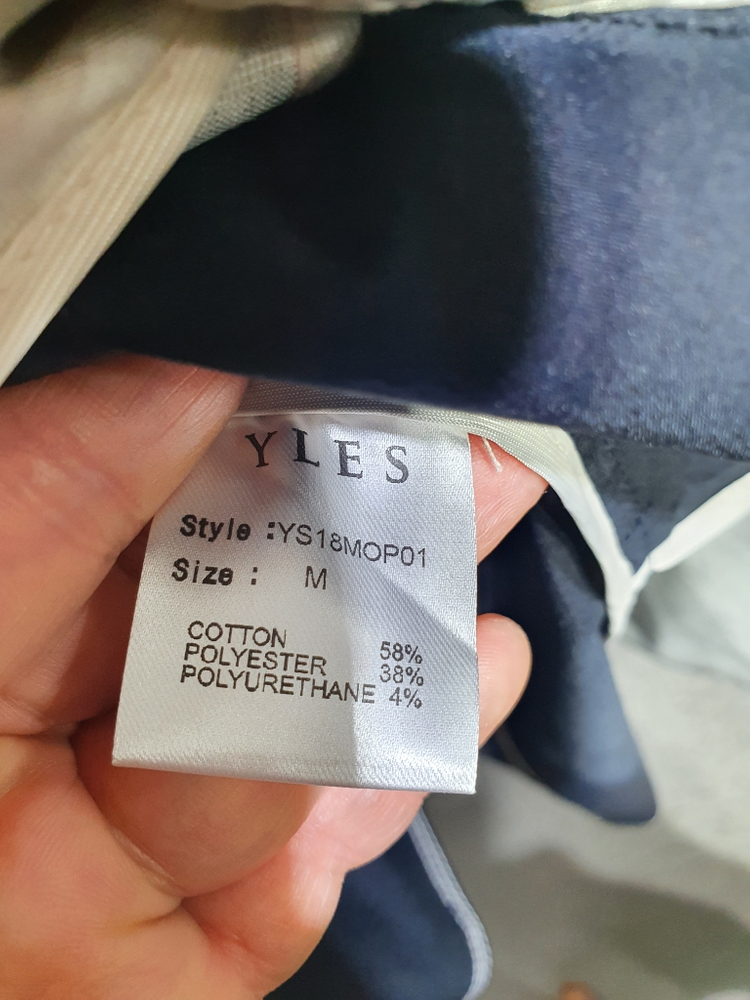 YLES
Style :YS18MOP01
Size : M
COTTON 58%
POLYESTER 38%
POLYURETHANE 4%